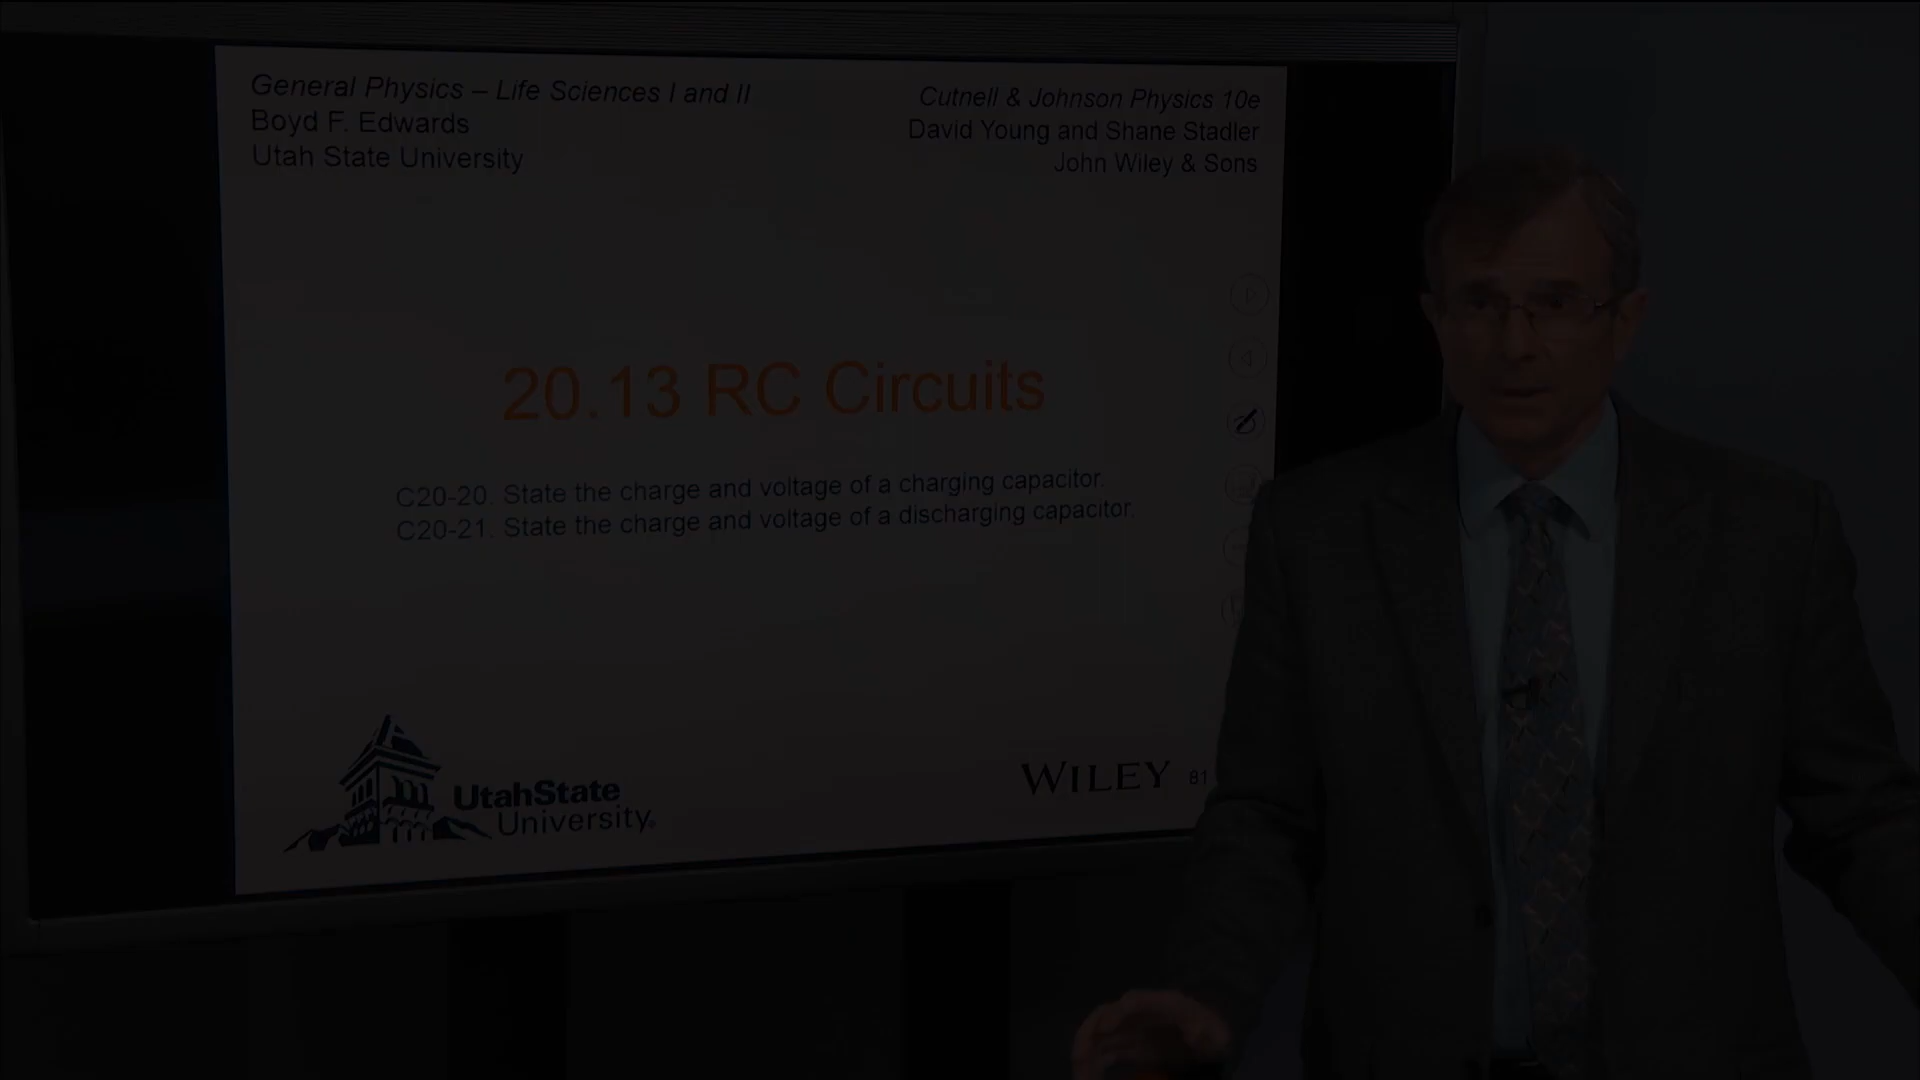 General Physics – Life Sciences I and II
Boyd F. Edwards
Utah State University
Cutnell & Johnson Physics 10e
David Young and Shane Stadler
John Wiley & Sons
20.13 RC Circuits
C20-20. State the charge and voltage of a charging capacitor.
C20-21. State the charge and voltage of a discharging capacitor.
UtahState
University®
WILEY 81